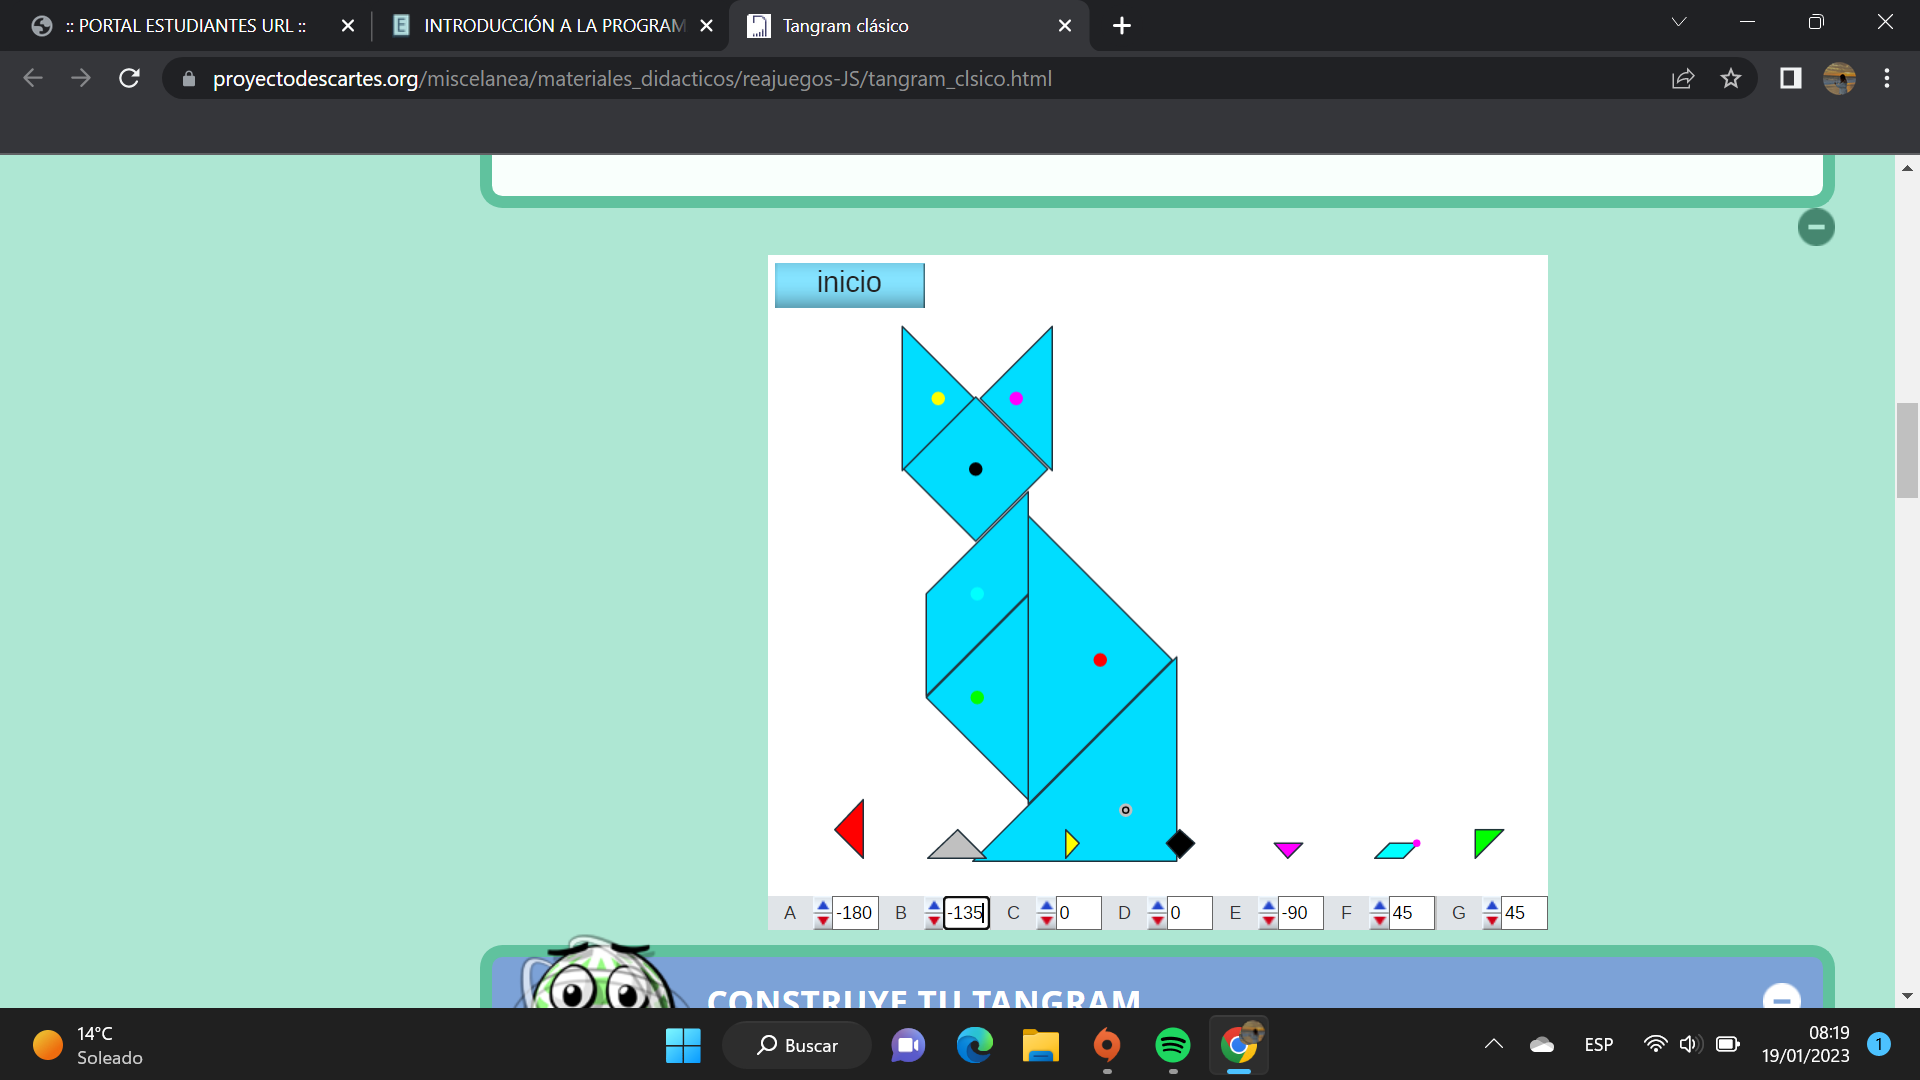 :: PORTAL ESTUDIANTES URL ::
INTRODUCCIÓN A LA PROGRAM
Tangram clásico
proyectodescartes.org/miscelanea/materiales_didacticos/reajuegos-JS/tangram_clsico.html
inicio
A -180 B -135 C 0 D 0 E -90 F 45 G 45
CONSTRUYE TU TANGRAM
14°C
Soleado
Buscar
ESP
08:19
19/01/2023
1